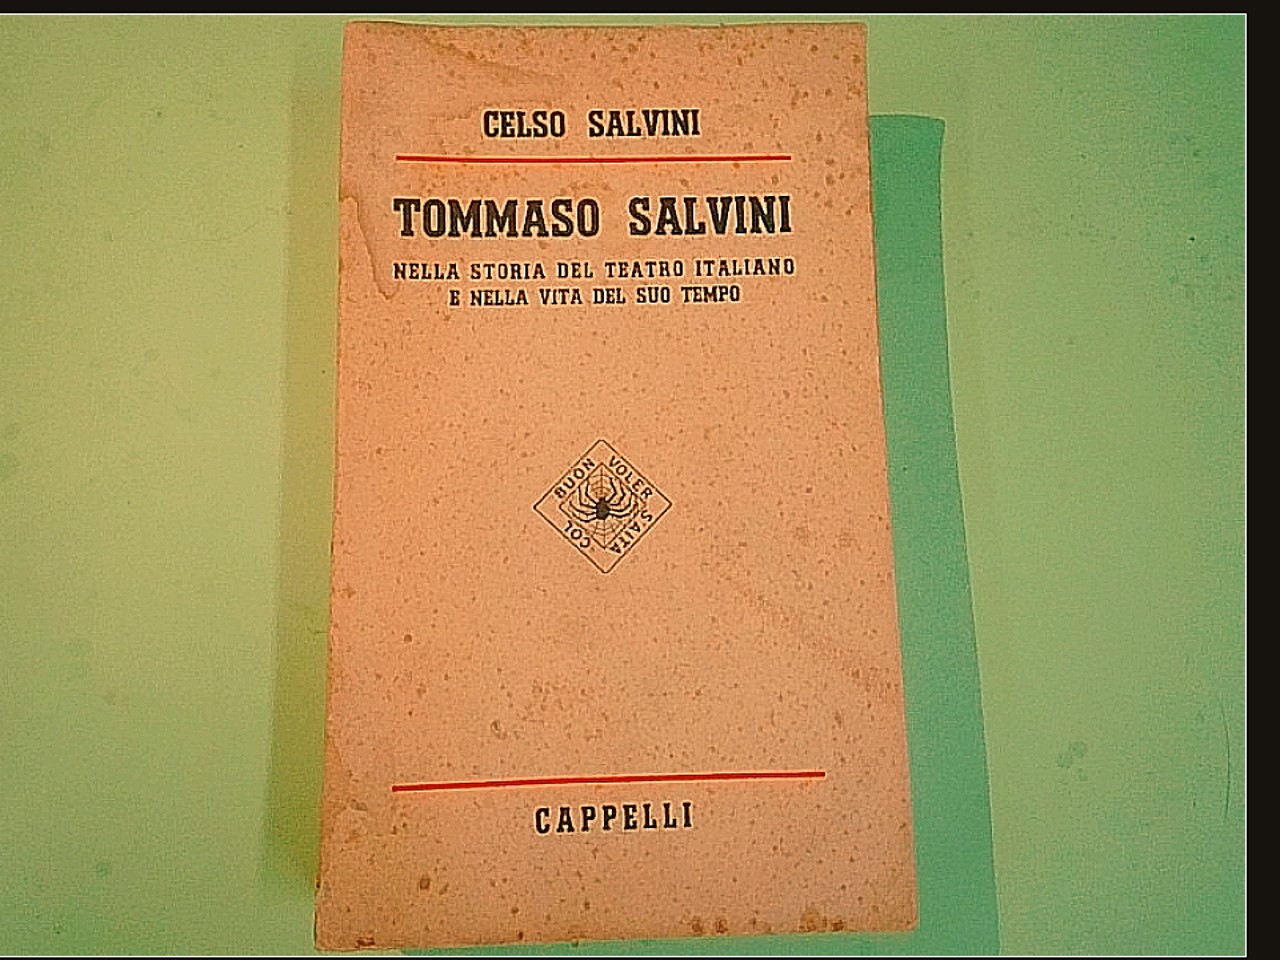 CELSO SALVINI
TOMMASO SALVINI
NELLA STORIA DEL TEATRO ITALIANO
E NELLA VITA DEL SUO TEMPO
COL BUON VOLER S'AITA
CAPPELLI